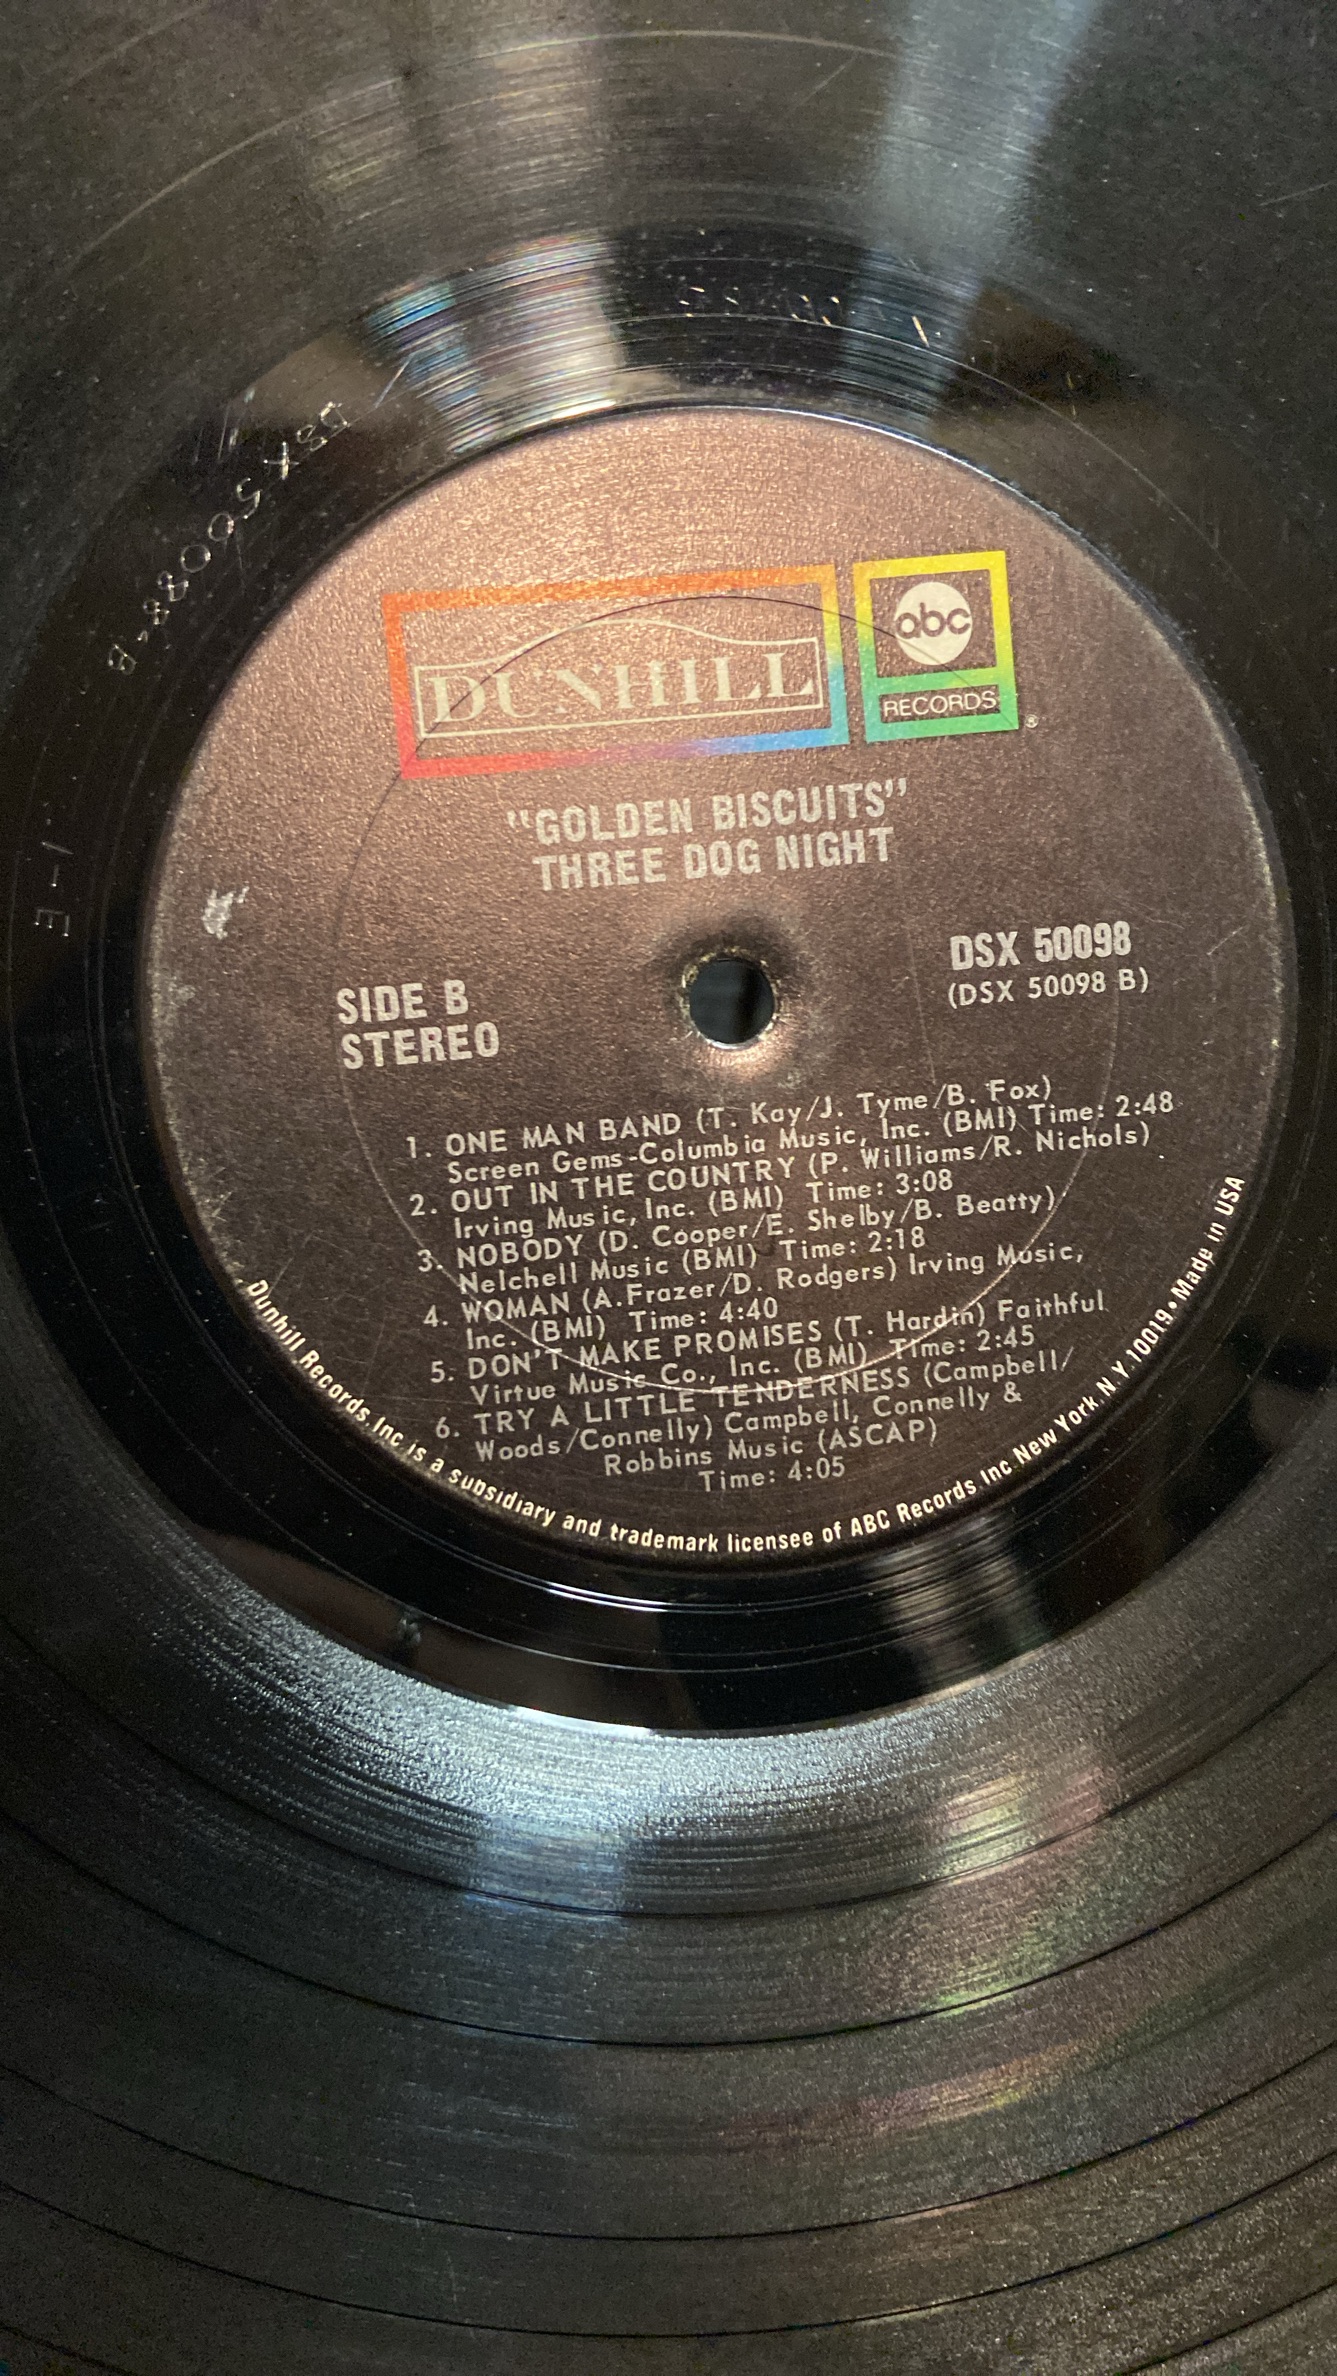 DUNHILL
abc
RECORDS
®
"GOLDEN BISCUITS"
THREE DOG NIGHT
DSX 50098
(DSX 50098 B)
SIDE B
STEREO
1. ONE MAN BAND (T. Kay/J. Tyme/B. Fox)
Screen Gems-Columbia Music, Inc. (BMI) Time: 2:48
2. OUT IN THE COUNTRY (P. Williams/R. Nichols)
Irving Music, Inc. (BMI) Time: 3:08
3. NOBODY (D. Cooper/E. Shelby/B. Beatty)
Nelchell Music (BMI) Time: 2:18
4. WOMAN (A.Frazer/D. Rodgers) Irving Music,
Inc. (BMI) Time: 4:40
5. DON'T MAKE PROMISES (T. Hardin) Faithful
Virtue Music Co., Inc. (BMI) Time: 2:45
6. TRY A LITTLE TENDERNESS (Campbell/
Woods/Connelly) Campbell, Connelly &
Robbins Music (ASCAP)
Time: 4:05
Dunhill Records, Inc. is a subsidiary and trademark licensee of ABC Records Inc New York, N.Y. 10019 • Made in USA